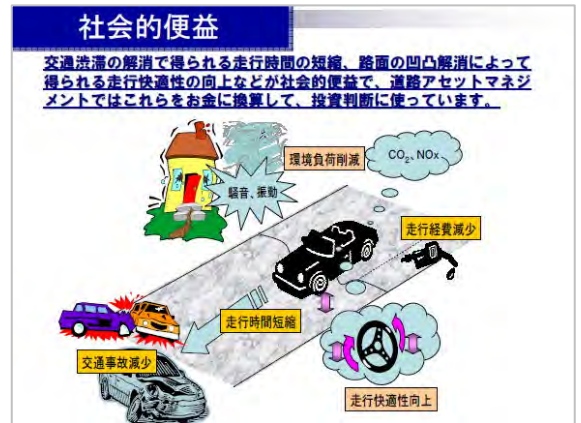 社会的便益
交通渋滞の解消で得られる走行時間の短縮、路面の凹凸解消によって
得られる走行快適性の向上などが社会的便益で、道路アセットマネジ
メントではこれらをお金に換算して、投資判断に使っています。
環境負荷削減
CO₂、NOx
騒音、振動
走行経費減少
走行時間短縮
交通事故減少
走行快適性向上